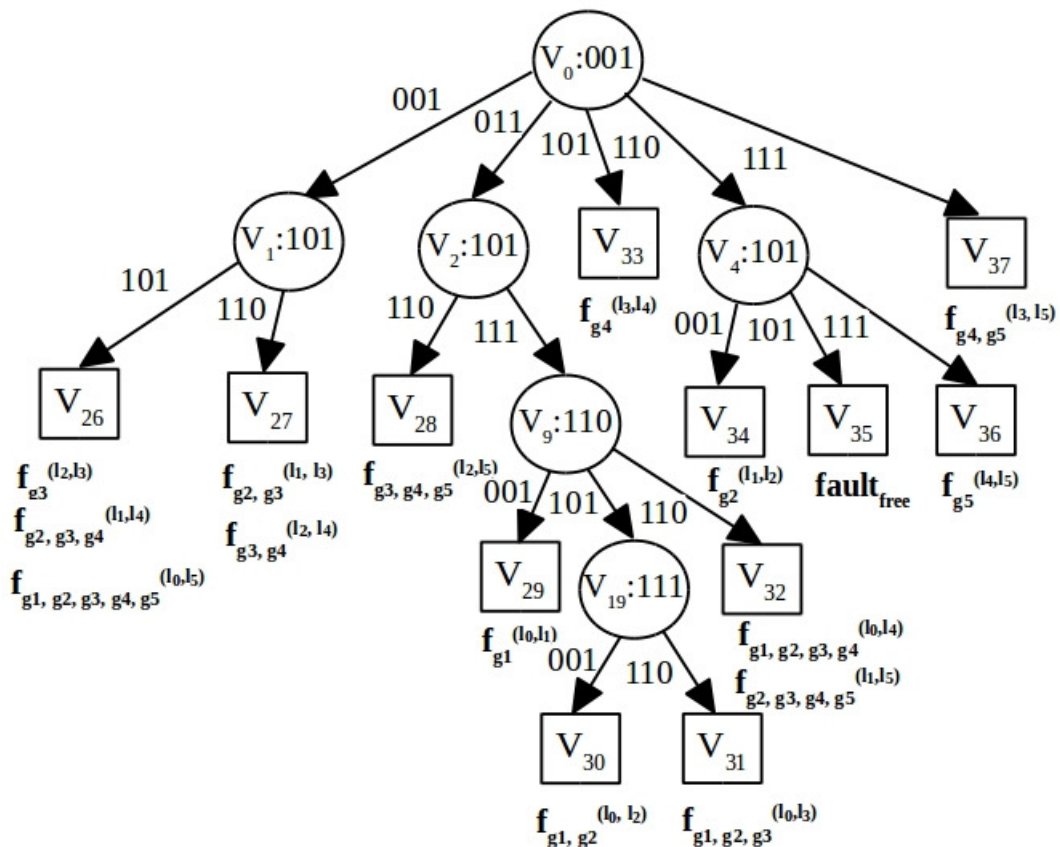 V0:001
001
011
101
110
111
V1:101
V2:101
V33
V4:101
V37
fg4(l3,l4)
fg4, g5(l3, l5)
101
110
110
111
001
101
111
V26
V27
V28
V9:110
V34
V35
V36
fg3(l2,l3)
fg2, g3, g4(l1,l4)
fg1, g2, g3, g4, g5(l0,l5)
fg2, g3(l1, l3)
fg3, g4(l2, l4)
fg3, g4, g5(l2,l5)
fg2(l1,l2)
faultfree
fg5(l4,l5)
001
101
110
V29
V19:111
V32
fg1(l0,l1)
fg1, g2, g3, g4(l0,l4)
fg2, g3, g4, g5(l1,l5)
001
110
V30
V31
fg1, g2(l0, l2)
fg1, g2, g3(l0,l3)